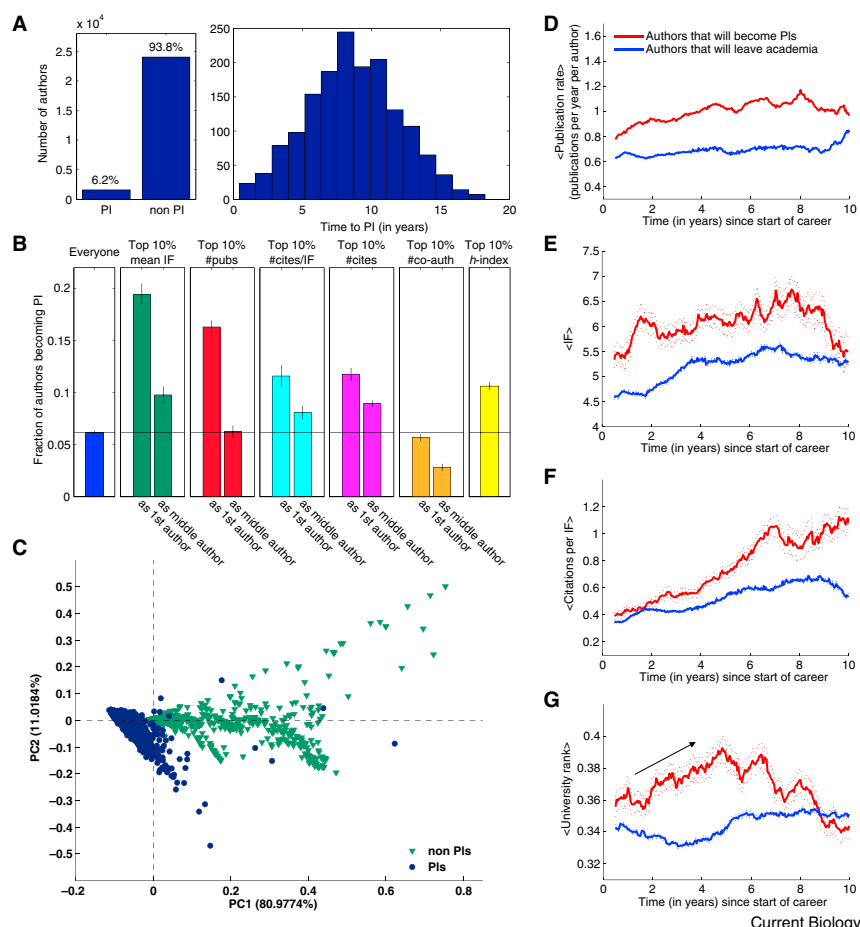 A
x 10⁴
93.8%
6.2%
Number of authors
0
0.5
1
1.5
2
2.5
PI
non PI
0
50
100
150
200
250
0
5
10
15
20
Time to PI (in years)
B
Everyone
Top 10%
mean IF
Top 10%
#pubs
Top 10%
#cites/IF
Top 10%
#cites
Top 10%
#co-auth
Top 10%
h-index
Fraction of authors becoming PI
0.2
0.15
0.1
0.05
0
as 1st author
as middle author
as 1st author
as middle author
as 1st author
as middle author
as 1st author
as middle author
as 1st author
as middle author
C
PC2 (11.0184%)
0.5
0.4
0.3
0.2
0.1
0
−0.1
−0.2
−0.3
−0.4
−0.5
non PIs
PIs
−0.2
0
0.2
0.4
0.6
0.8
PC1 (80.9774%)
D
Authors that will become PIs
Authors that will leave academia
<Publication rate>
(publications per year per author)
1.6
1.4
1.2
1
0.8
0.6
0.4
0 2 4 6 8 10
Time (in years) since start of career
E
<IF>
7.5
7
6.5
6
5.5
5
4.5
4
0 2 4 6 8 10
Time (in years) since start of career
F
<Citations per IF>
1.2
1
0.8
0.6
0.4
0.2
0 2 4 6 8 10
Time (in years) since start of career
G
<University rank>
0.4
0.38
0.36
0.34
0.32
0 2 4 6 8 10
Time (in years) since start of career
Current Biology